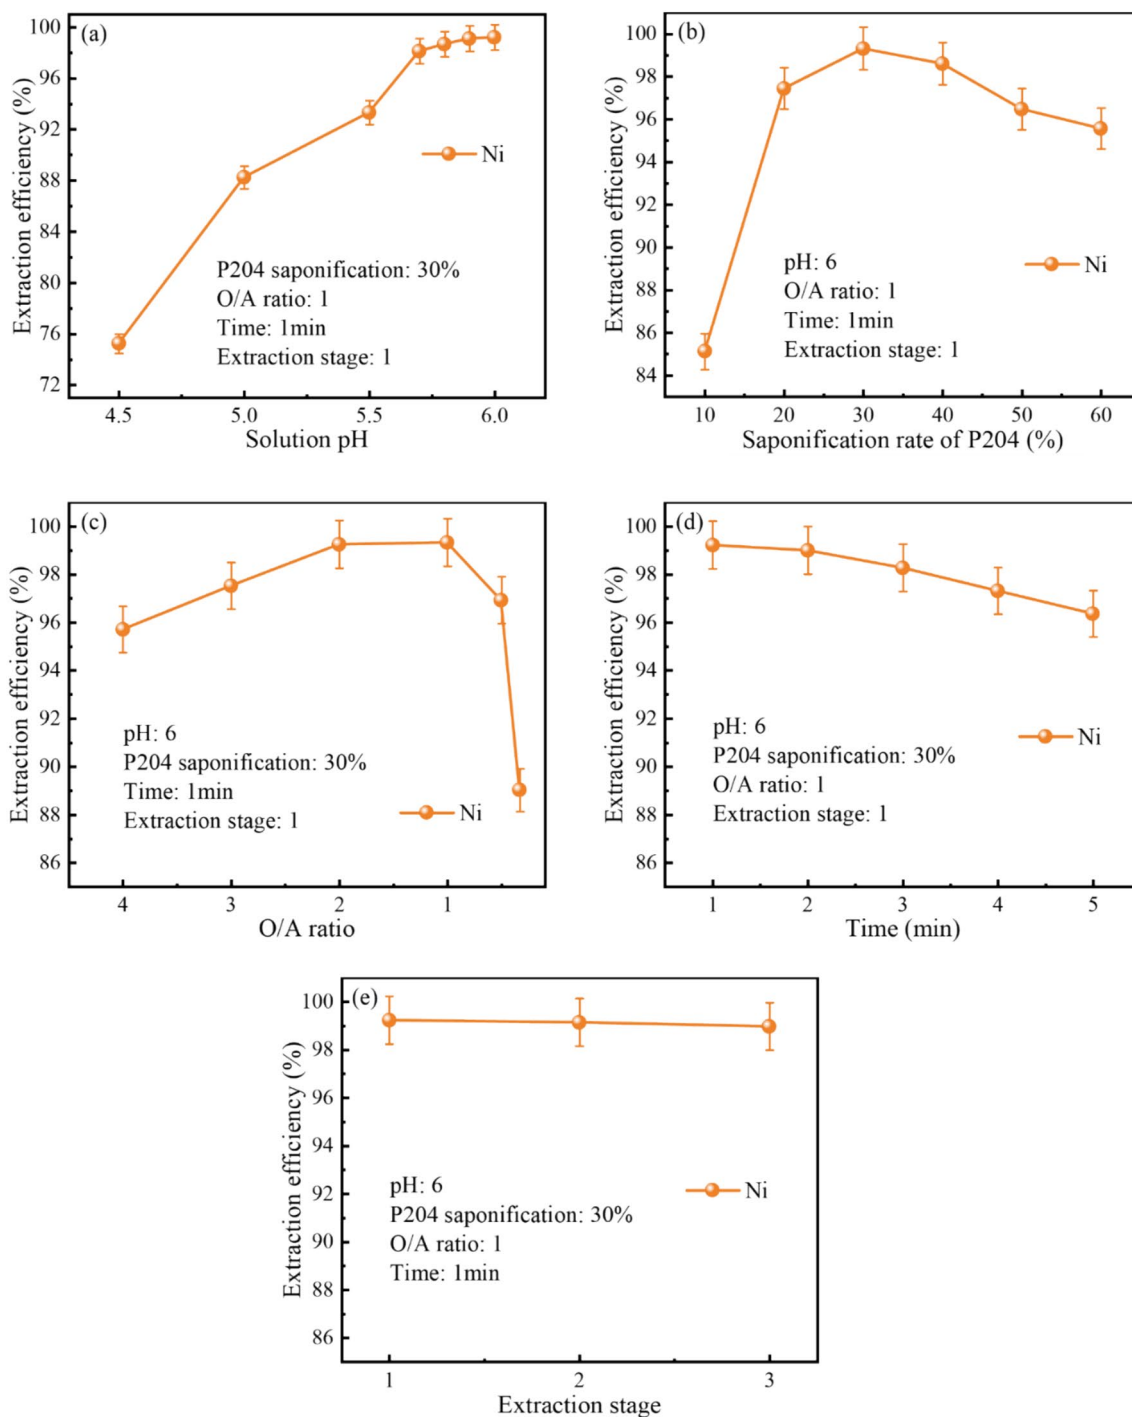 (a)
Extraction efficiency (%)
100
96
92
88
84
80
76
72
Ni
P204 saponification: 30%
O/A ratio: 1
Time: 1min
Extraction stage: 1
4.5 5.0 5.5 6.0
Solution pH
(b)
Extraction efficiency (%)
100
98
96
94
92
90
88
86
84
Ni
pH: 6
O/A ratio: 1
Time: 1min
Extraction stage: 1
10 20 30 40 50 60
Saponification rate of P204 (%)
(c)
Extraction efficiency (%)
100
98
96
94
92
90
88
86
pH: 6
P204 saponification: 30%
Time: 1min
Extraction stage: 1
Ni
4 3 2 1
O/A ratio
(d)
Extraction efficiency (%)
100
98
96
94
92
90
88
86
pH: 6
P204 saponification: 30%
O/A ratio: 1
Extraction stage: 1
Ni
1 2 3 4 5
Time (min)
(e)
Extraction efficiency (%)
100
98
96
94
92
90
88
86
pH: 6
P204 saponification: 30%
O/A ratio: 1
Time: 1min
Ni
1 2 3
Extraction stage